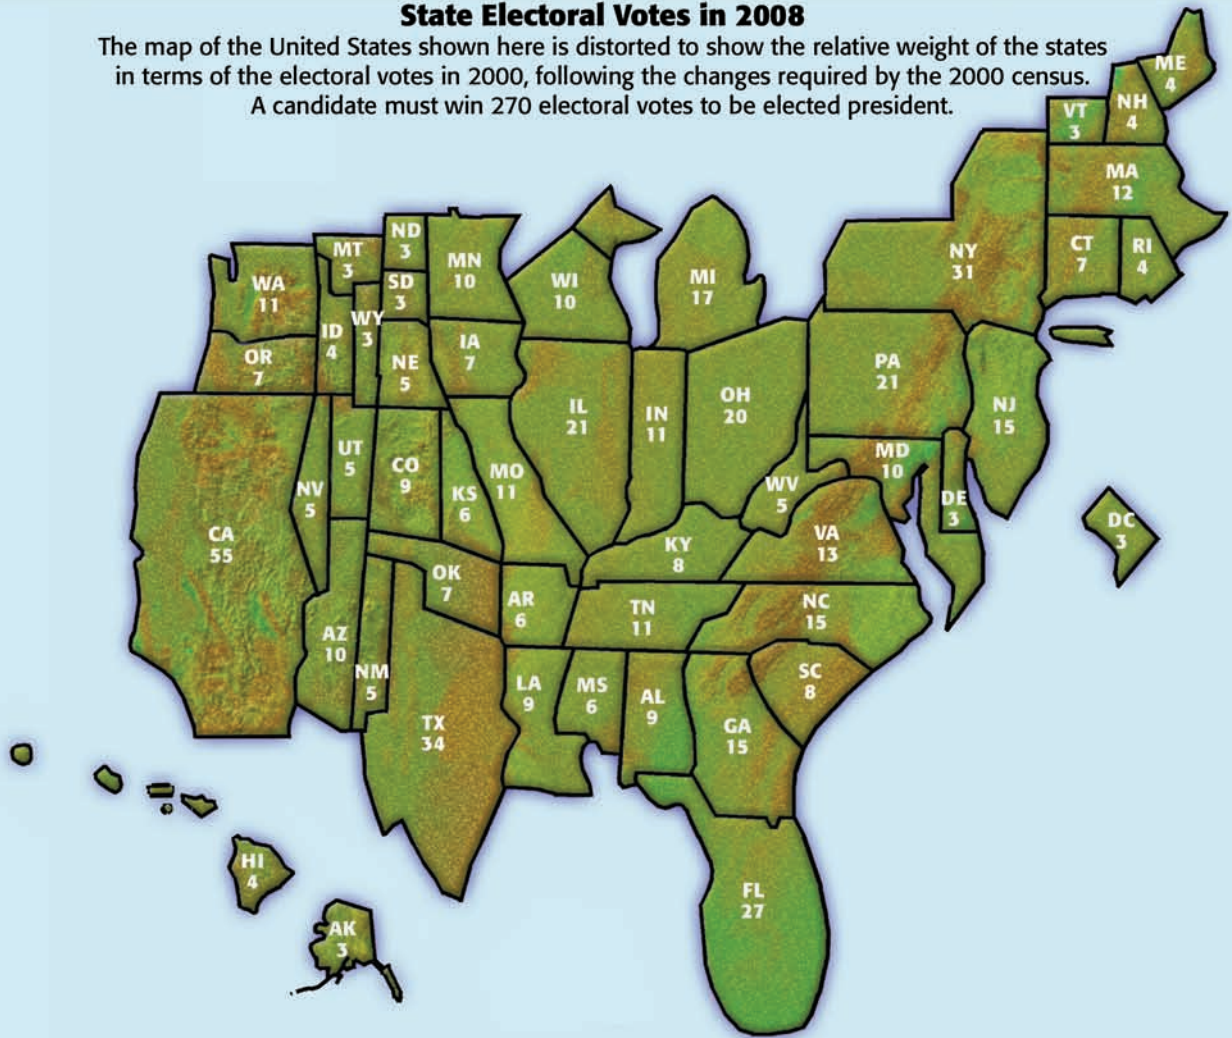 State Electoral Votes in 2008
The map of the United States shown here is distorted to show the relative weight of the states
in terms of the electoral votes in 2000, following the changes required by the 2000 census.
A candidate must win 270 electoral votes to be elected president.
ME
4
VT
3
NH
4
MA
12
CT
7
RI
4
NY
31
ND
3
MT
3
MN
10
WA
11
SD
3
WI
10
MI
17
WY
3
ID
4
IA
7
OR
7
NE
5
PA
21
OH
20
NJ
15
IL
21
IN
11
UT
5
CO
9
MO
11
MD
10
NV
5
KS
6
WV
5
DE
3
DC
3
CA
55
VA
13
KY
8
OK
7
AR
6
TN
11
NC
15
AZ
10
NM
5
LA
9
MS
6
AL
9
SC
8
TX
34
GA
15
HI
4
FL
27
AK
3